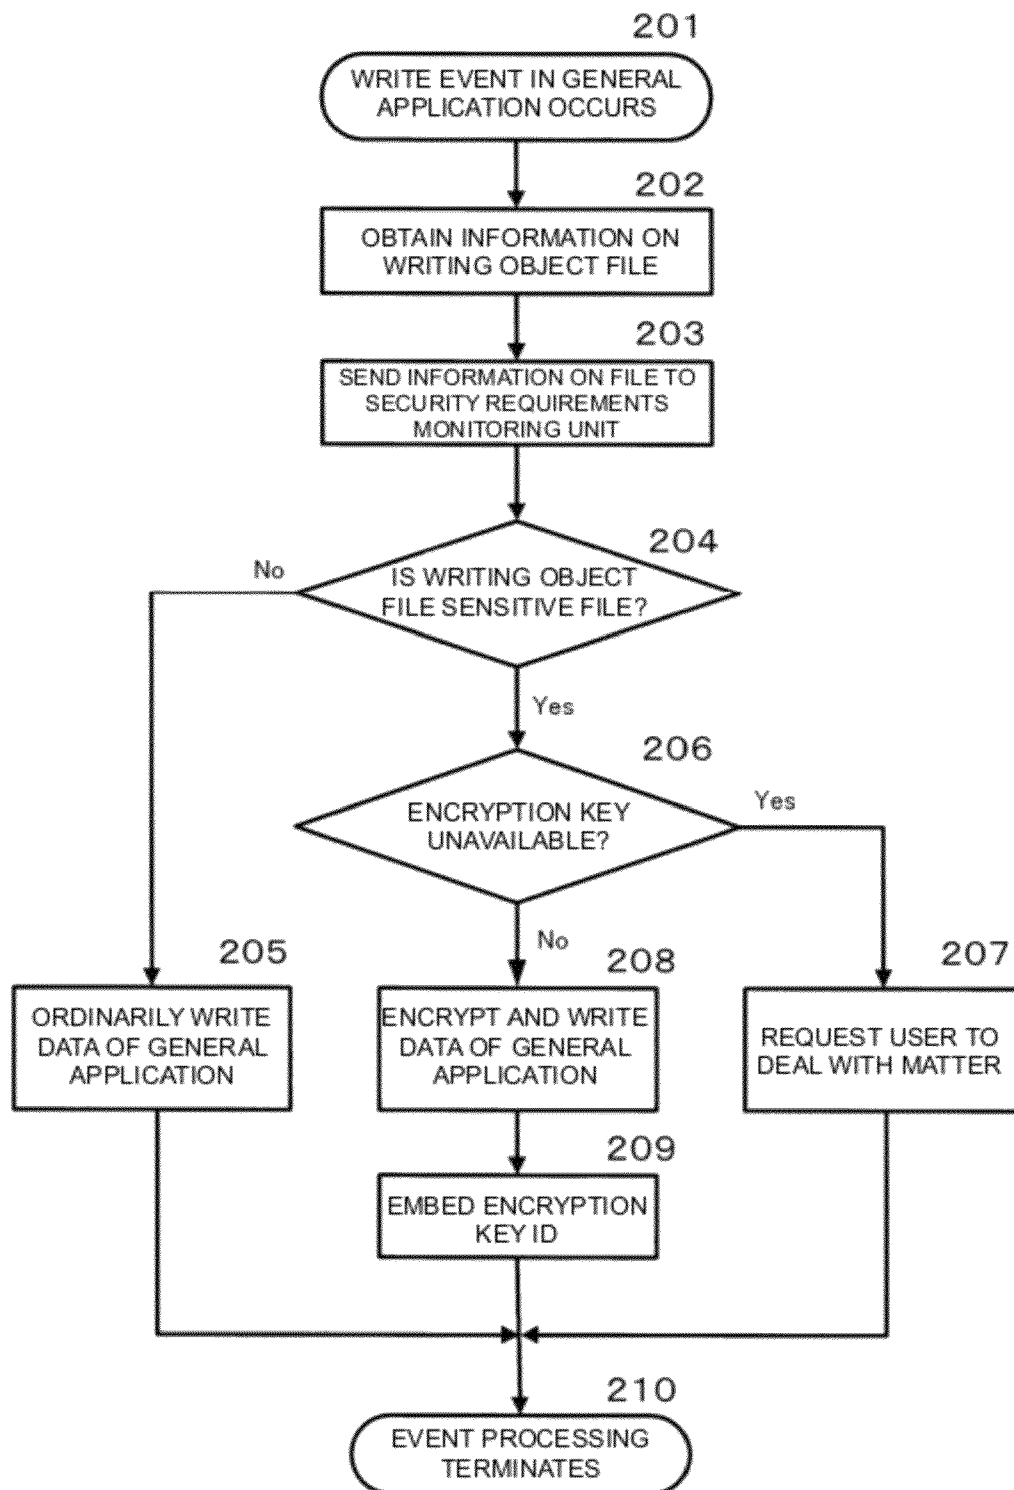 201
WRITE EVENT IN GENERAL
APPLICATION OCCURS
202
OBTAIN INFORMATION ON
WRITING OBJECT FILE
203
SEND INFORMATION ON FILE TO
SECURITY REQUIREMENTS
MONITORING UNIT
204
No
IS WRITING OBJECT
FILE SENSITIVE FILE?
Yes
206
ENCRYPTION KEY
UNAVAILABLE?
Yes
No
205
ORDINARILY WRITE
DATA OF GENERAL
APPLICATION
208
ENCRYPT AND WRITE
DATA OF GENERAL
APPLICATION
207
REQUEST USER TO
DEAL WITH MATTER
209
EMBED ENCRYPTION
KEY ID
210
EVENT PROCESSING
TERMINATES